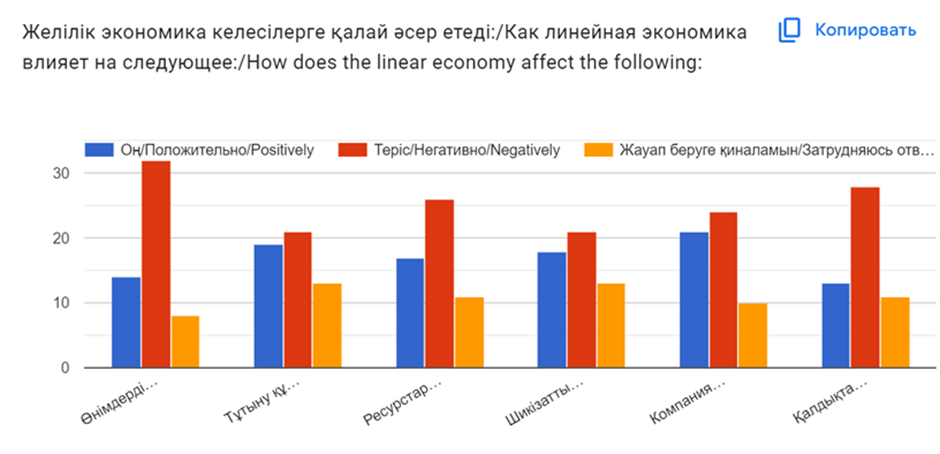 Желілік экономика келесілерге қалай әсер етеді:/Как линейная экономика
влияет на следующее:/How does the linear economy affect the following:
Копировать
Оң/Положительно/Positively
Теріс/Негативно/Negatively
Жауап беруге қиналамын/Затрудняюсь отв…
30
20
10
0
Өнімдерді…
Тұтыну құ…
Ресурстар…
Шикізатты…
Компания…
Қалдықта…